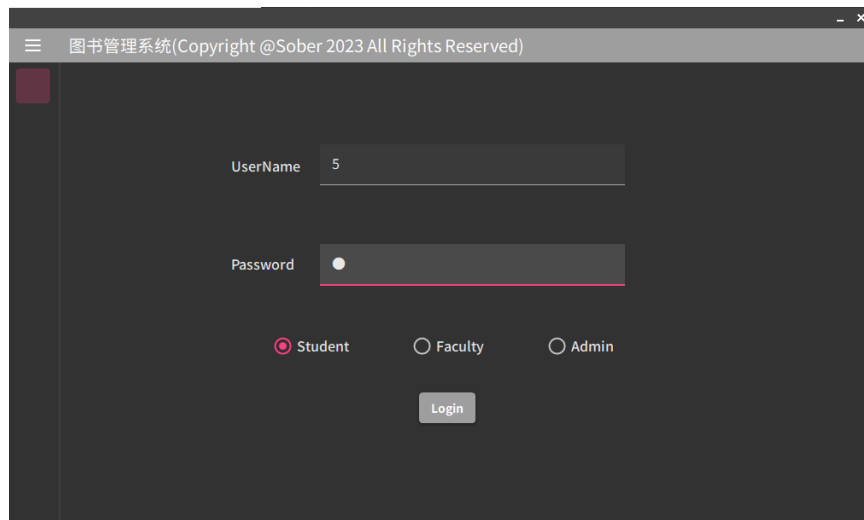 图书管理系统(Copyright @Sober 2023 All Rights Reserved)
UserName 5
Password
Student Faculty Admin
Login